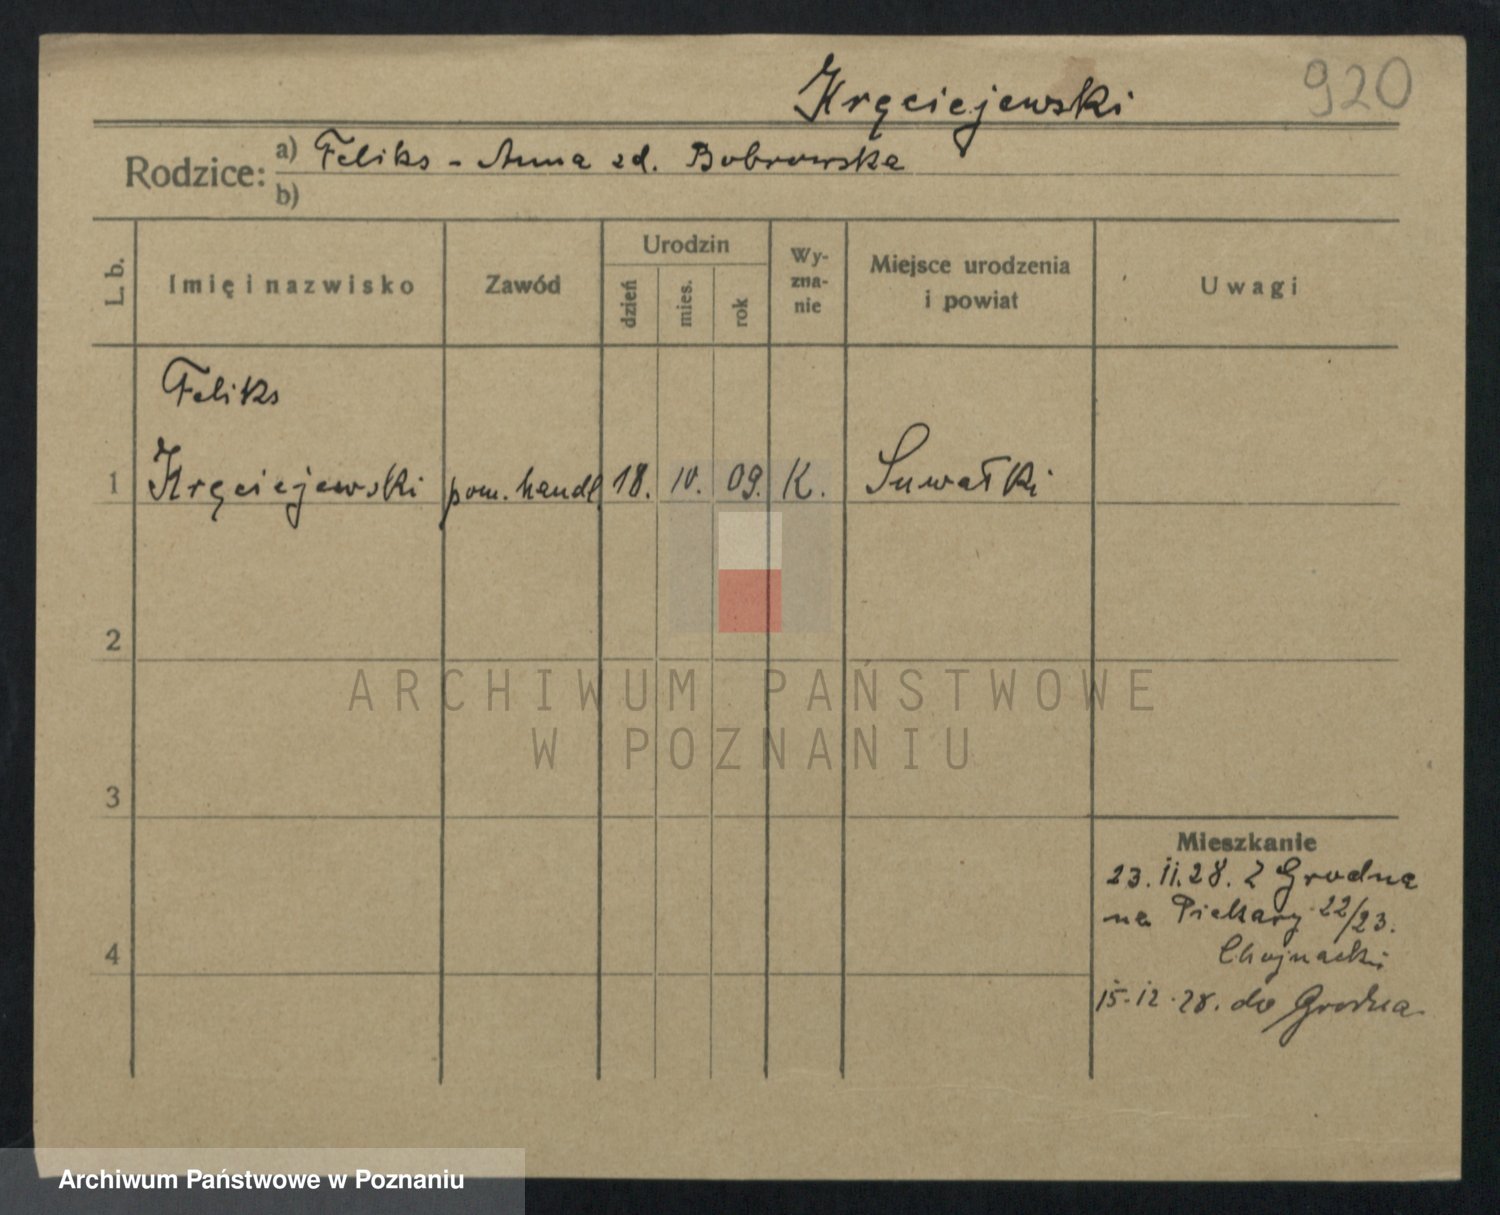 Kręciejewski
920
Rodzice: a) Feliks - Anna zd. Bobrowska
b)
L. b.
Imię i nazwisko
Zawód
Urodzin
dzień
mies.
rok
Wy-
zna-
nie
Miejsce urodzenia
i powiat
Uwagi
Feliks
1 Kręciejewski pom. handl. 18. IV. 09. K. Suwałki
2
ARCHIWUM PAŃSTWOWE
W POZNANIU
3
Mieszkanie
23. 11. 28. z Grodna
na Piekary 22/23.
Chojnacki
4
15. 12. 28. do Grodna
Archiwum Państwowe w Poznaniu